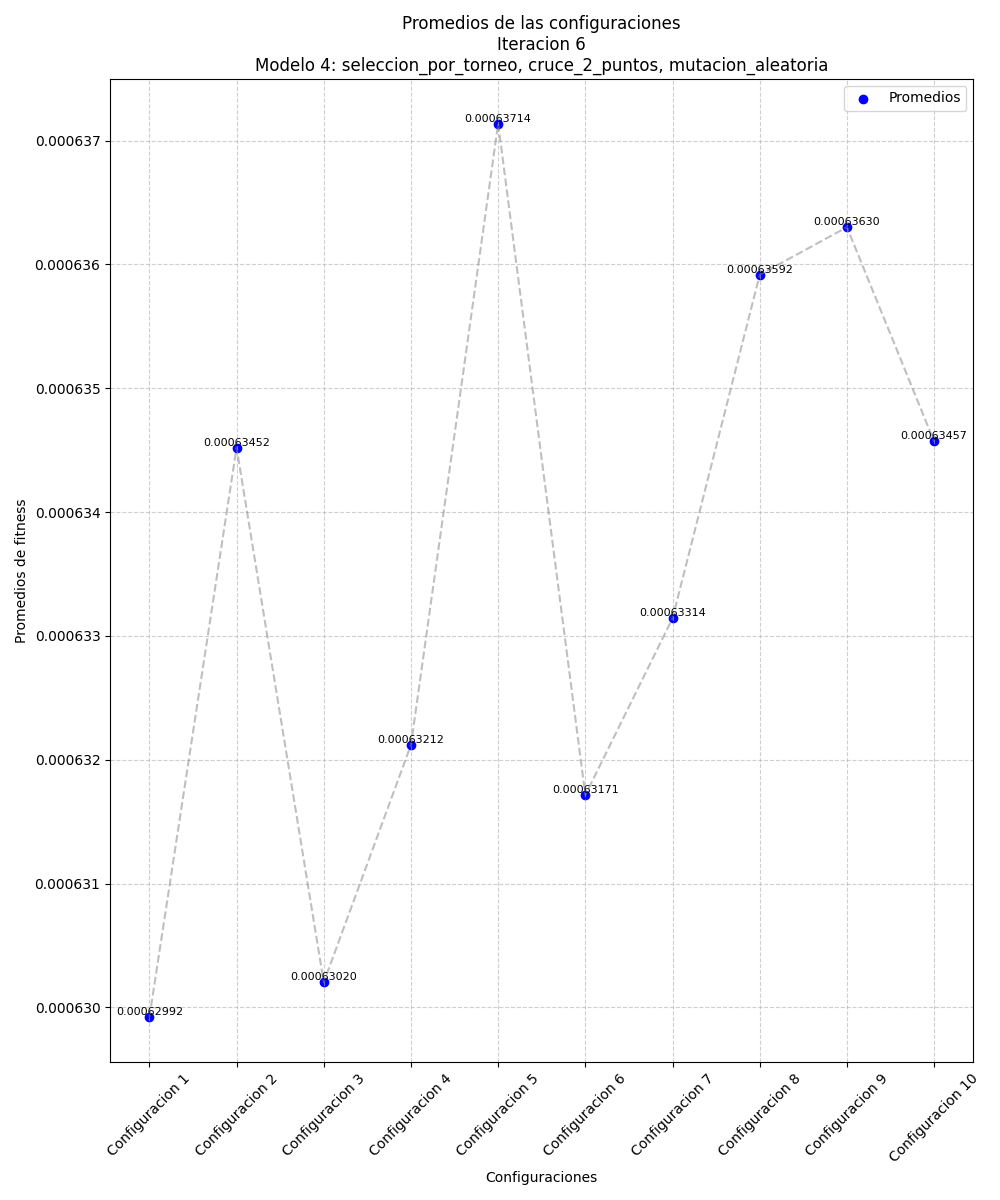 Promedios de las configuraciones
Iteracion 6
Modelo 4: seleccion_por_torneo, cruce_2_puntos, mutacion_aleatoria
Promedios
0.000637
0.000636
0.000635
0.000634
0.000633
0.000632
0.000631
0.000630
Promedios de fitness
0.00062992
0.00063452
0.00063020
0.00063212
0.00063714
0.00063171
0.00063314
0.00063592
0.00063630
0.00063457
Configuracion 1
Configuracion 2
Configuracion 3
Configuracion 4
Configuracion 5
Configuracion 6
Configuracion 7
Configuracion 8
Configuracion 9
Configuracion 10
Configuraciones